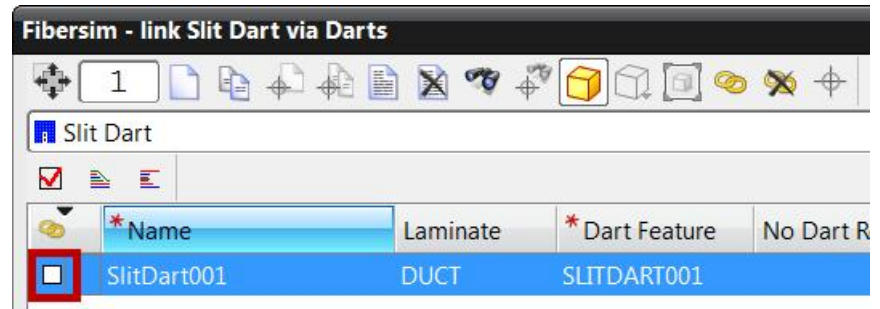 Fibersim - link Slit Dart via Darts
1
Slit Dart
*Name Laminate *Dart Feature No Dart R
SlitDart001 DUCT SLITDART001